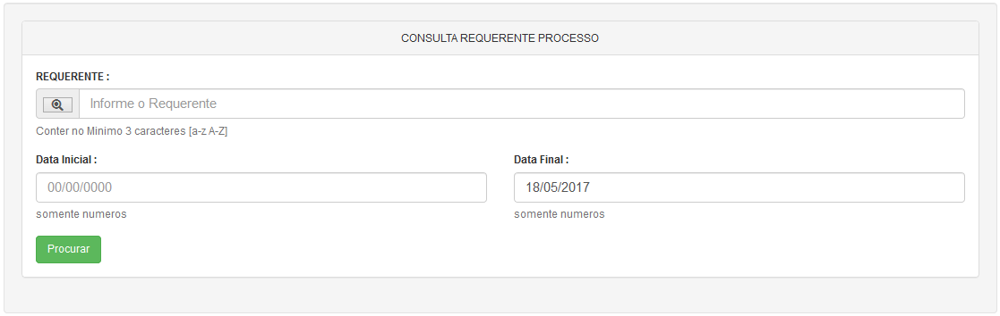 CONSULTA REQUERENTE PROCESSO
REQUERENTE :
Informe o Requerente
Conter no Minimo 3 caracteres [a-z A-Z]
Data Inicial :
Data Final :
00/00/0000
18/05/2017
somente numeros
somente numeros
Procurar